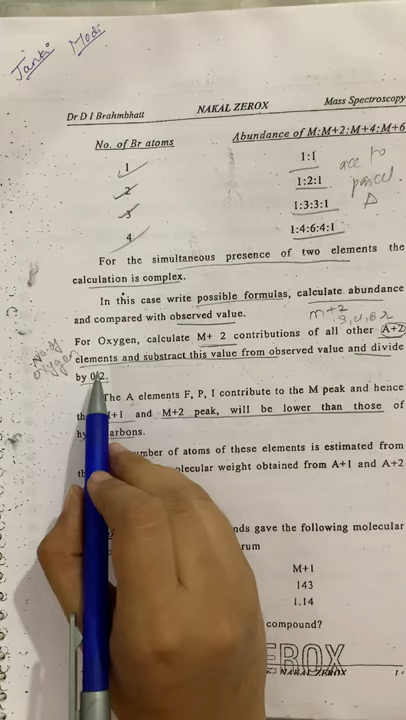 Janki Modi
Dr D I Brahmbhatt NAKAL ZEROX Mass Spectroscopy
No. of Br atoms Abundance of M:M+2:M+4:M+6
1 1:1
2 1:2:1
3 1:3:3:1
4 1:4:6:4:1
For the simultaneous presence of two elements the
calculation is complex.
In this case write possible formulas, calculate abundance
and compared with observed value.
m+2
For Oxygen, calculate M+ 2 contributions of all other A+2
No. of oxygen
elements and substract this value from observed value and divide
by 0.2.
The A elements F, P, I contribute to the M peak and hence
M+1 and M+2 peak, will be lower than those of
carbons.
number of atoms of these elements is estimated from
molecular weight obtained from A+1 and A+2
gave the following molecular
M+1
143
1.14
compound?
NAKAL ZEROX